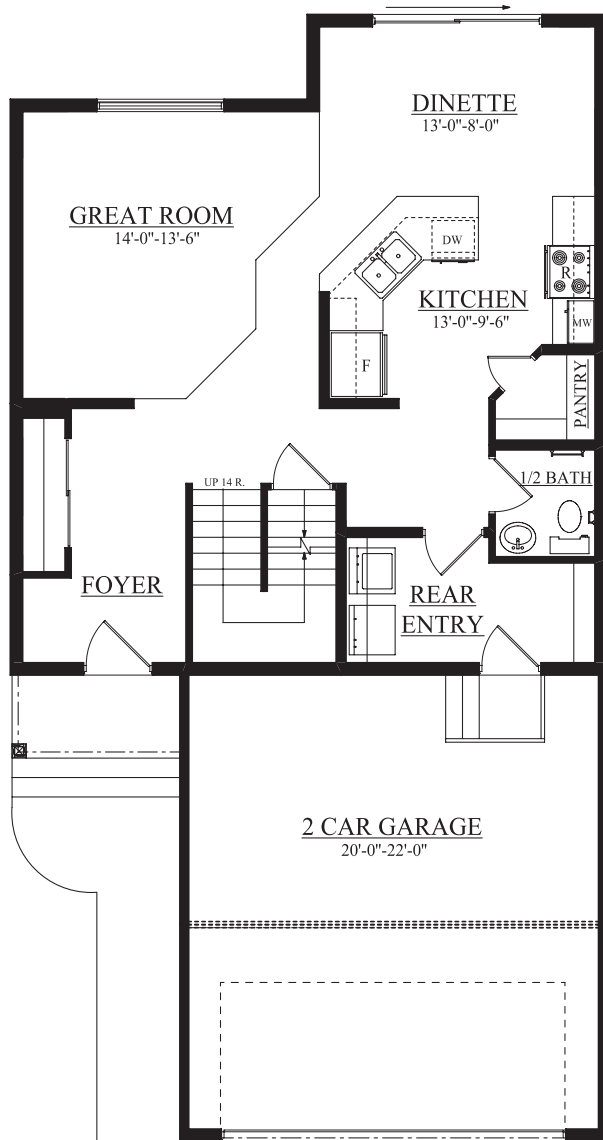 DINETTE
13'-0"-8'-0"
GREAT ROOM
14'-0"-13'-6"
DW
KITCHEN
13'-0"-9'-6"
R
MW
F
PANTRY
UP 14 R.
1/2 BATH
FOYER
REAR
ENTRY
2 CAR GARAGE
20'-0"-22'-0"